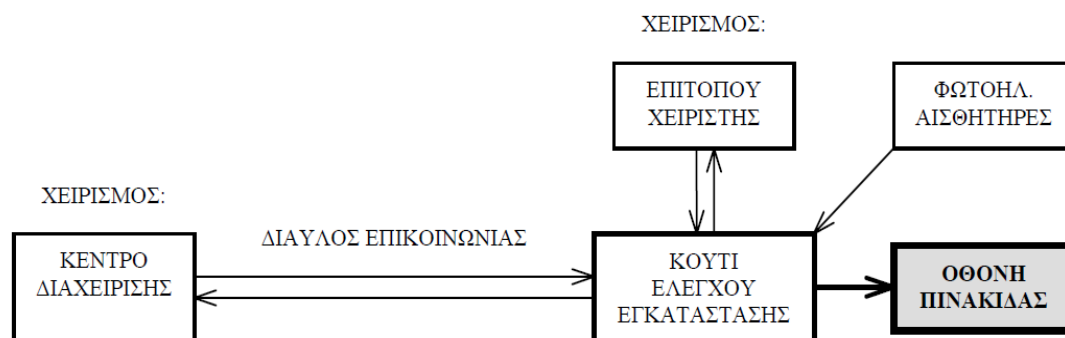 ΧΕΙΡΙΣΜΟΣ:
ΕΠΙΤΟΠΟΥ
ΧΕΙΡΙΣΤΗΣ
ΦΩΤΟΗΛ.
ΑΙΣΘΗΤΗΡΕΣ
ΧΕΙΡΙΣΜΟΣ:
ΚΕΝΤΡΟ
ΔΙΑΧΕΙΡΙΣΗΣ
ΔΙΑΥΛΟΣ ΕΠΙΚΟΙΝΩΝΙΑΣ
ΚΟΥΤΙ
ΕΛΕΓΧΟΥ
ΕΓΚΑΤΑΣΤΑΣΗΣ
ΟΘΟΝΗ
ΠΙΝΑΚΙΔΑΣ